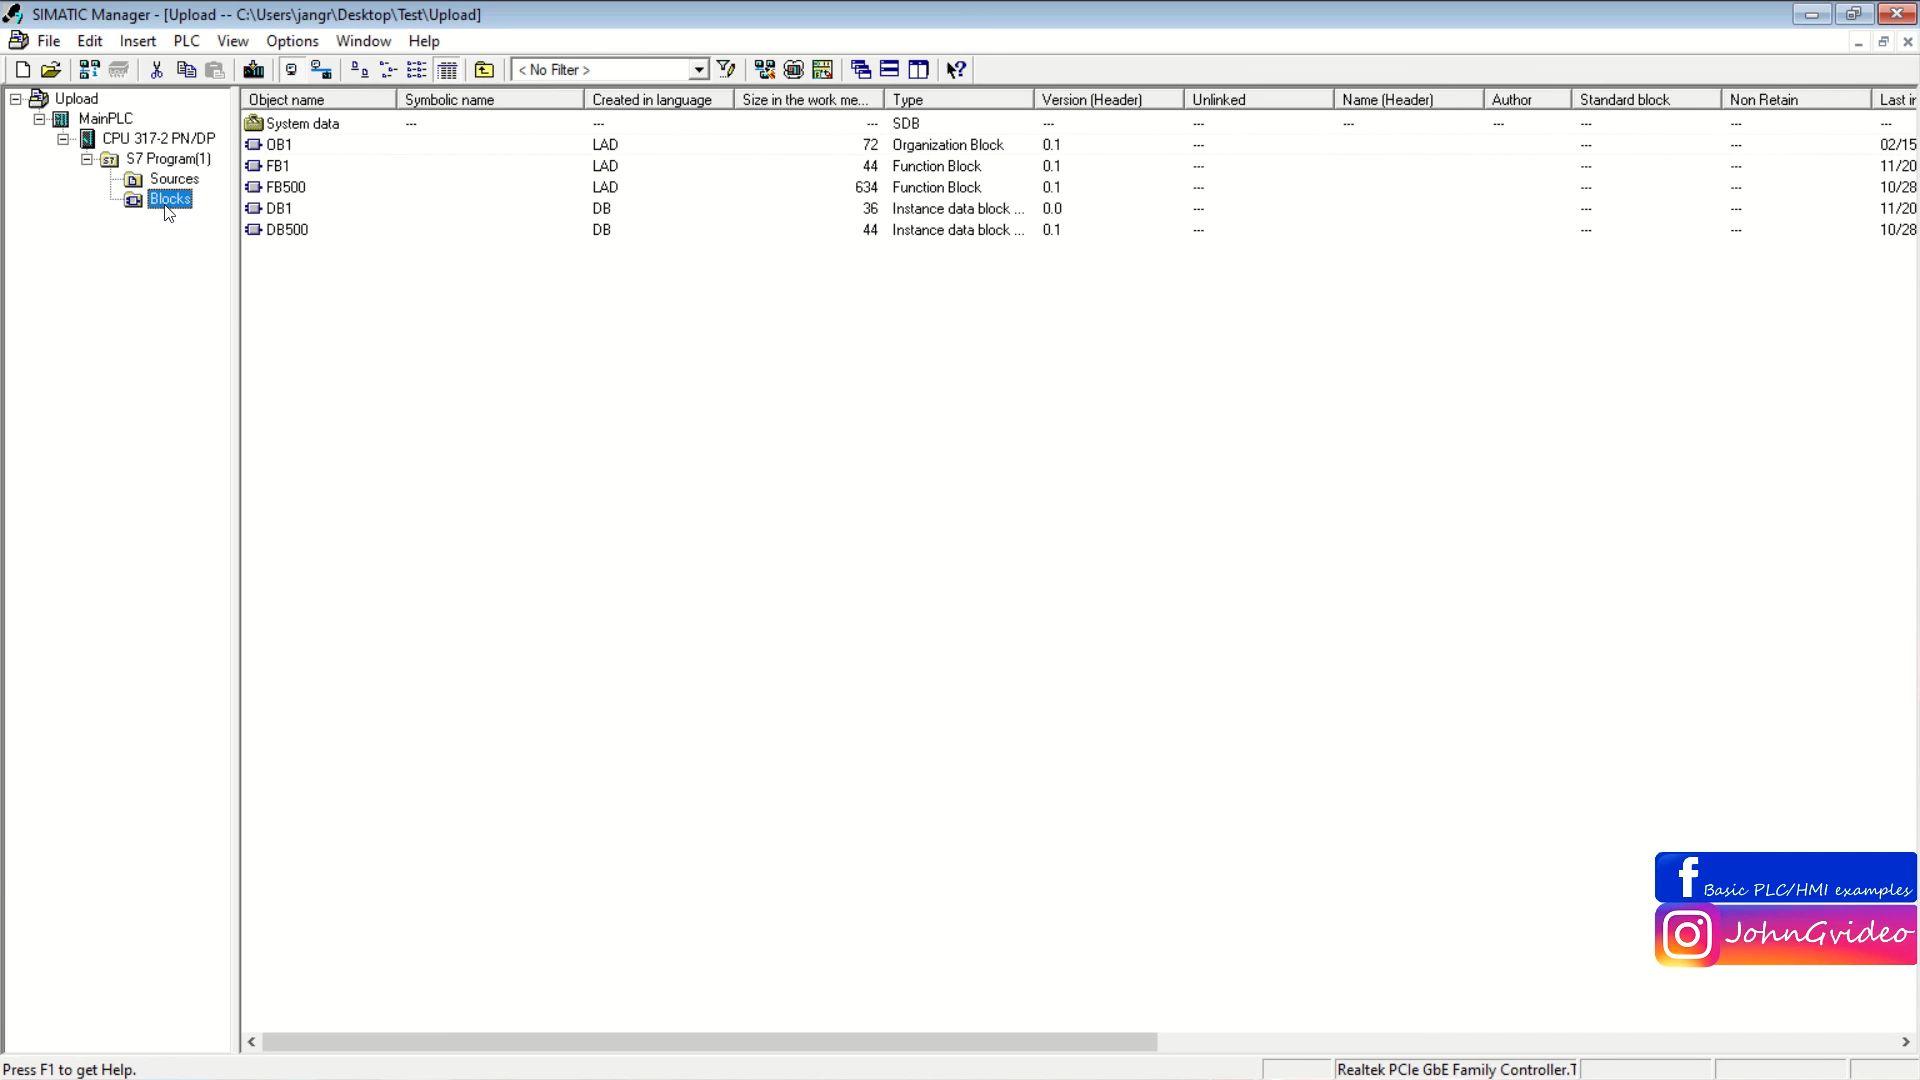 SIMATIC Manager - [Upload -- C:\Users\jangr\Desktop\Test\Upload]
File Edit Insert PLC View Options Window Help
< No Filter >
Upload
MainPLC
CPU 317-2 PN/DP
S7 Program(1)
Sources
Blocks
Object name Symbolic name Created in language Size in the work me... Type Version (Header) Unlinked Name (Header) Author Standard block Non Retain Last in
System data --- --- --- SDB --- --- --- --- --- --- ---
OB1 LAD 72 Organization Block 0.1 --- --- --- 02/15
FB1 LAD 44 Function Block 0.1 --- --- --- 11/20
FB500 LAD 634 Function Block 0.1 --- --- --- 10/28
DB1 DB 36 Instance data block ... 0.0 --- --- --- 11/20
DB500 DB 44 Instance data block ... 0.1 --- --- --- 10/28
f Basic PLC/HMI examples
JohnGvideo
Press F1 to get Help.
Realtek PCIe GbE Family Controller.T